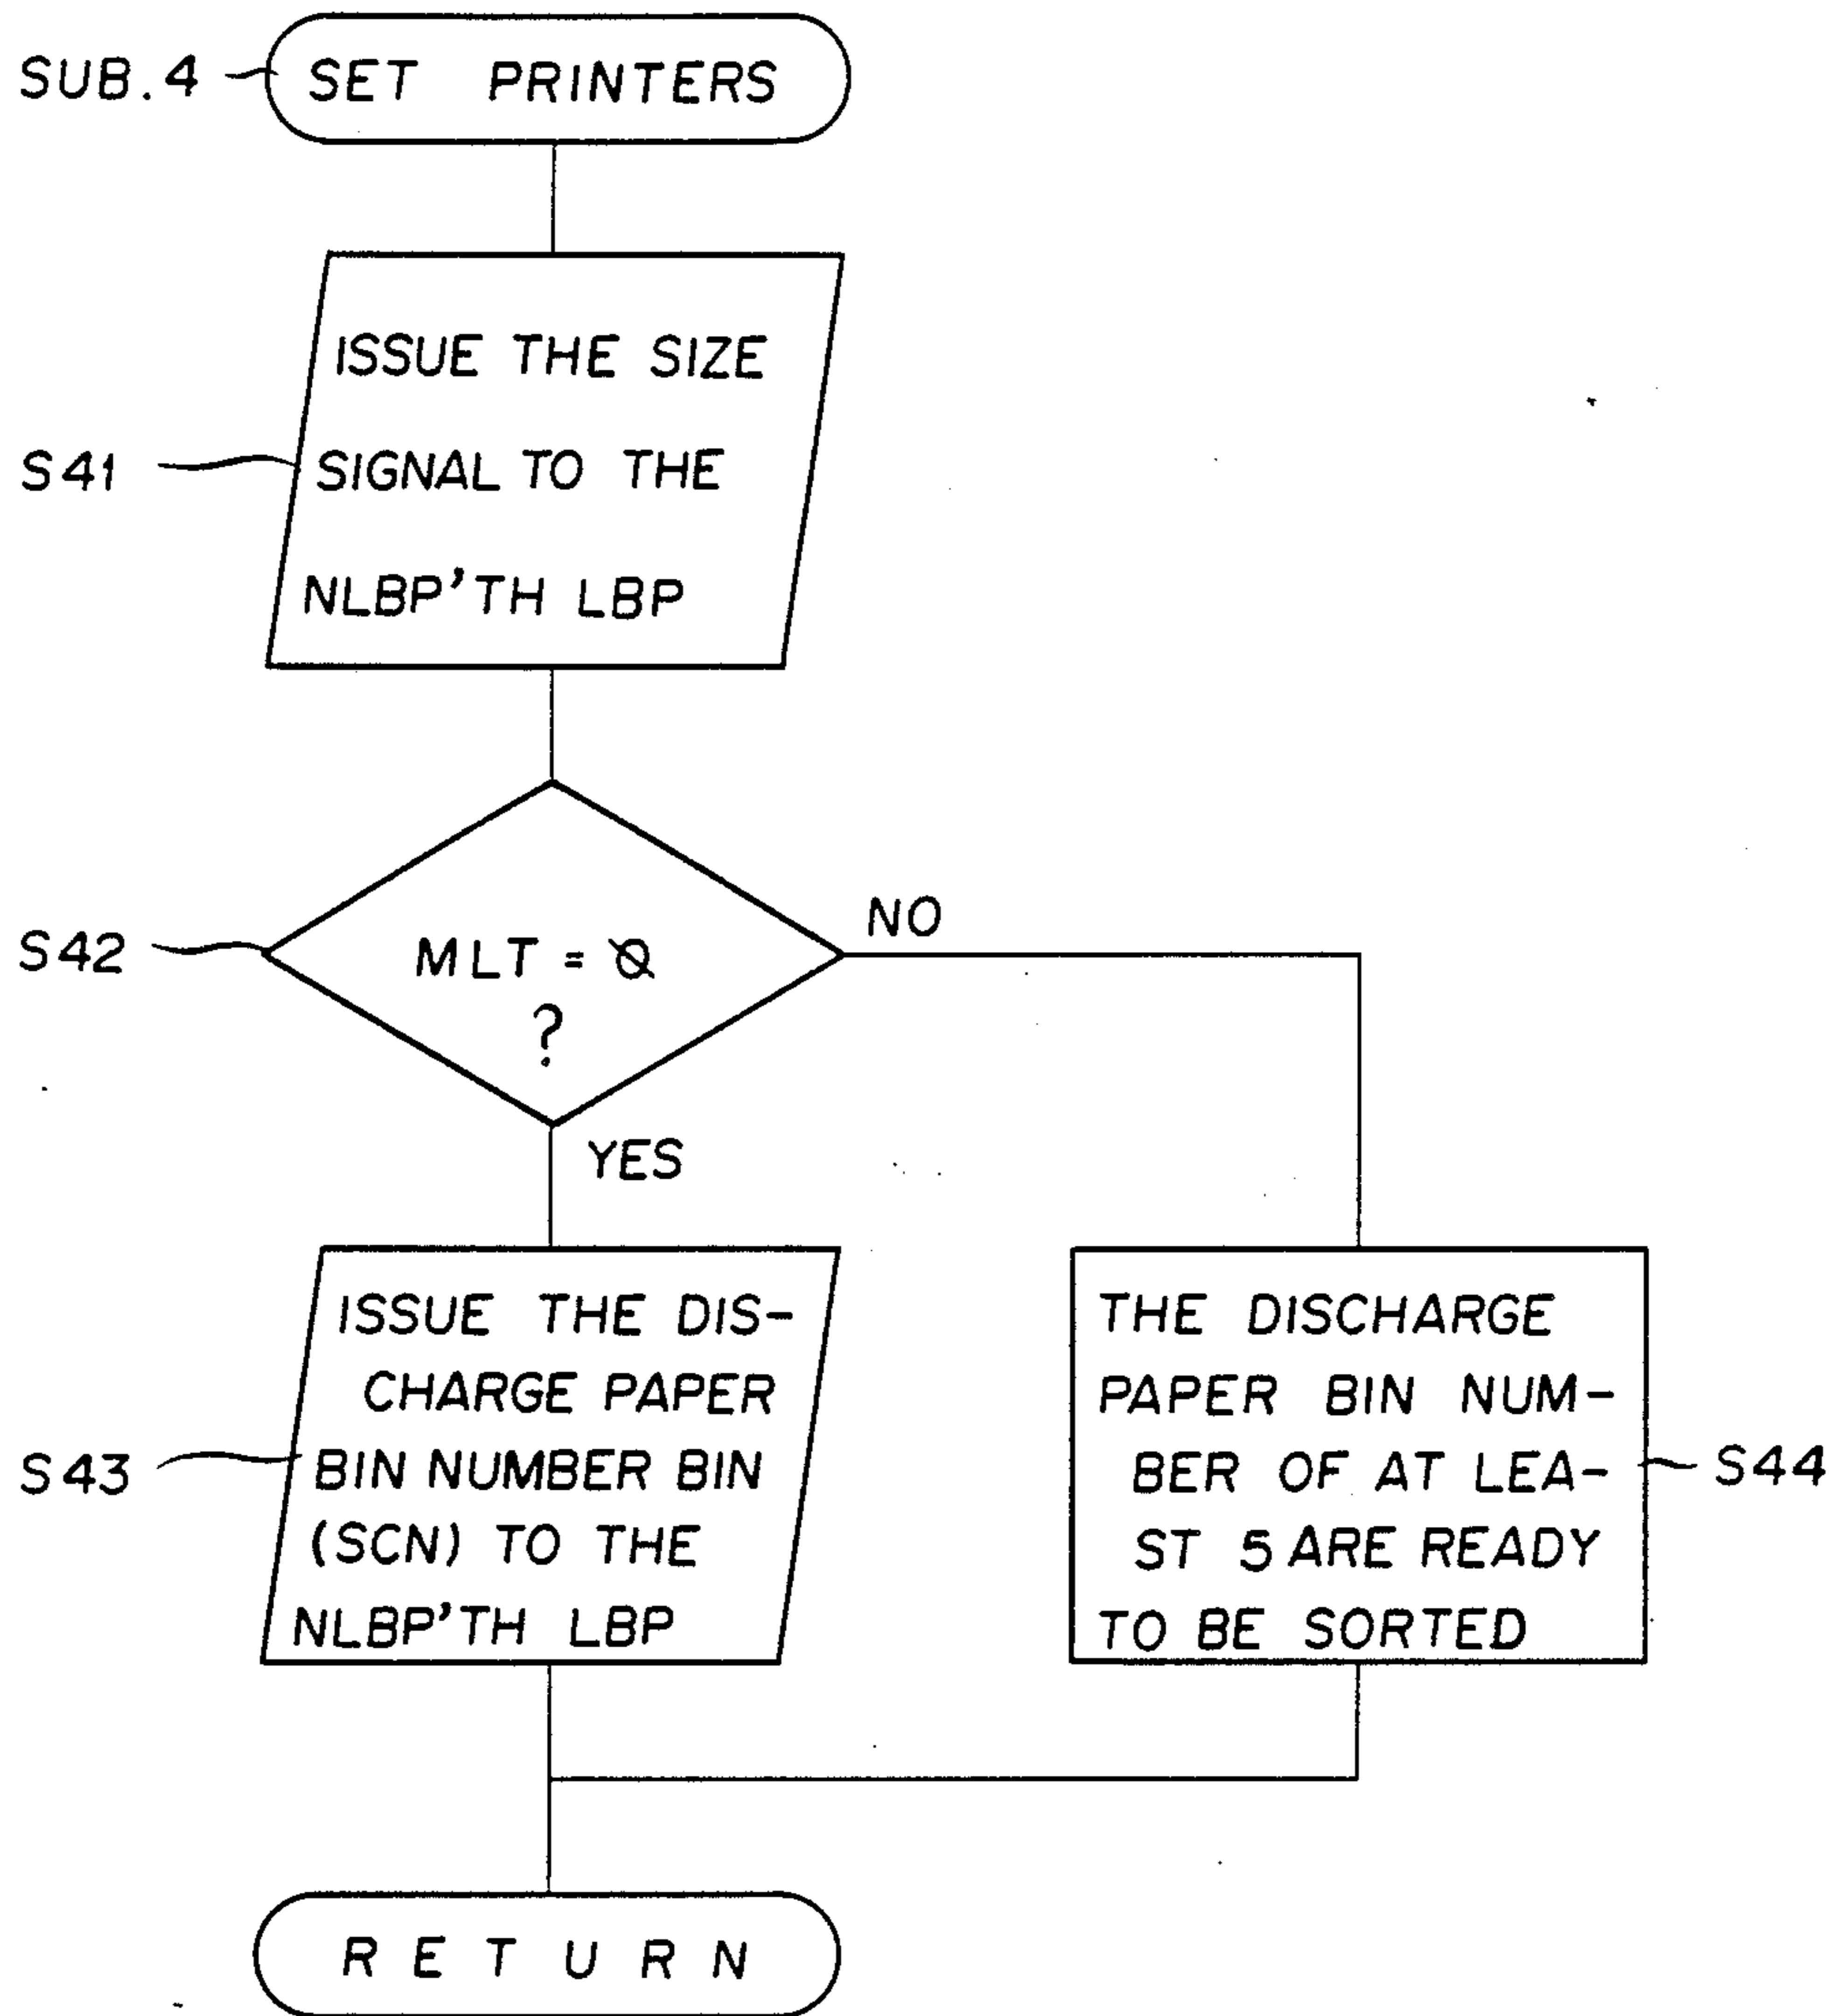 SUB.4
SET PRINTERS
S41
ISSUE THE SIZE
SIGNAL TO THE
NLBP'TH LBP
S42
MLT = 0
?
NO
YES
S43
ISSUE THE DIS-
CHARGE PAPER
BIN NUMBER BIN
(SCN) TO THE
NLBP'TH LBP
THE DISCHARGE
PAPER BIN NUM-
BER OF AT LEA-
ST 5 ARE READY
TO BE SORTED
S44
RETURN